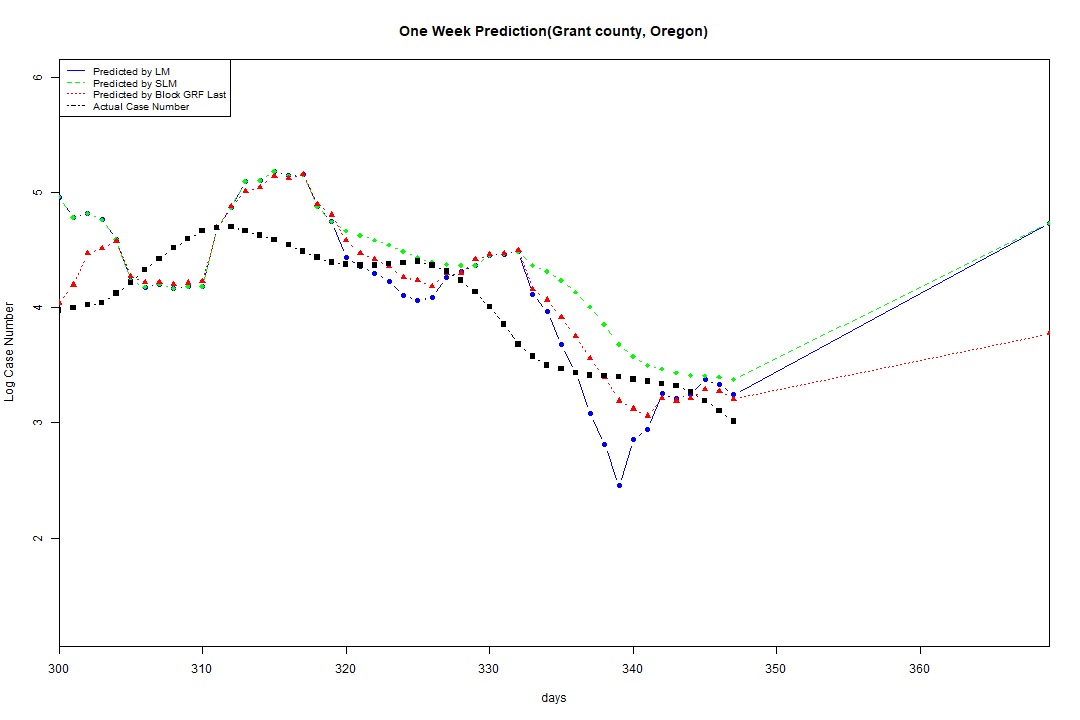 One Week Prediction(Grant county, Oregon)
Predicted by LM
Predicted by SLM
Predicted by Block GRF Last
Actual Case Number
6
5
4
3
2
Log Case Number
300 310 320 330 340 350 360
days